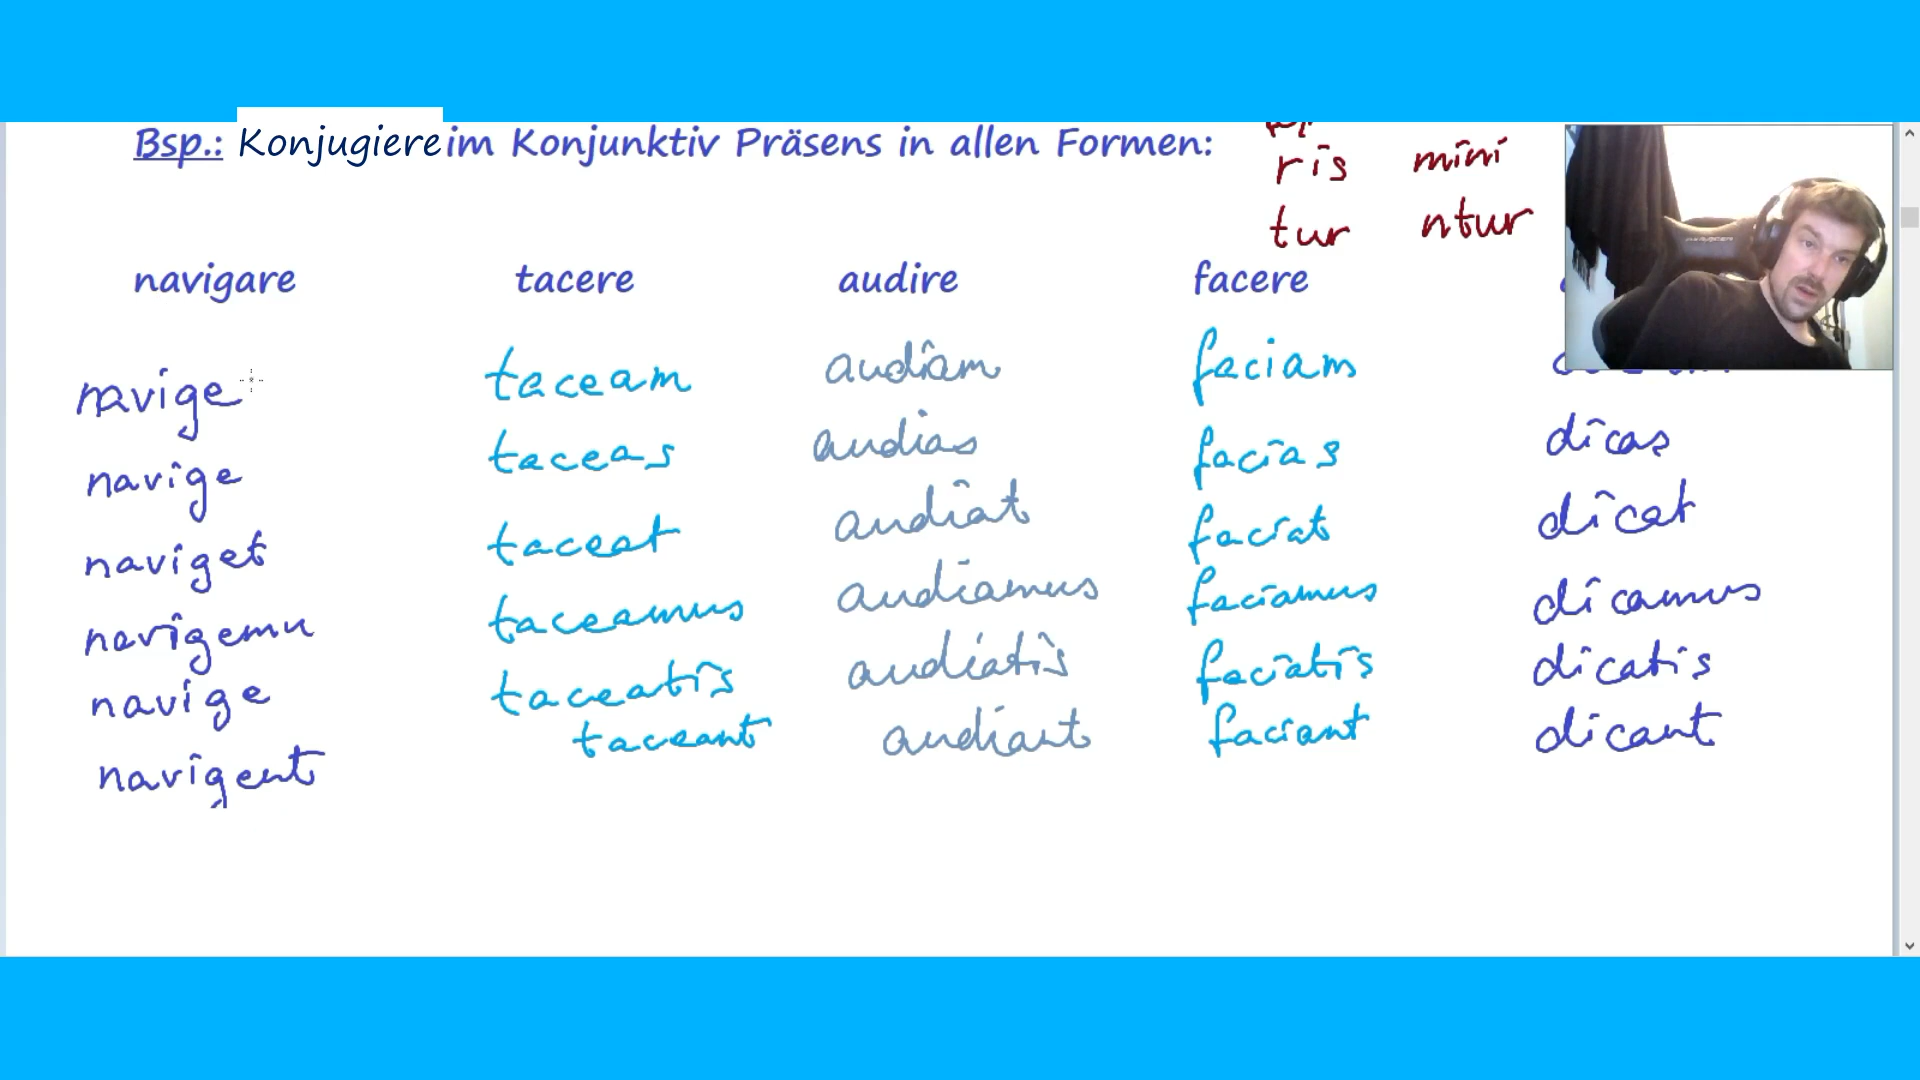 Bsp.: Konjugiere im Konjunktiv Präsens in allen Formen:
ris mini
tur ntur
navigare tacere audire facere
navige taceam audiam faciam
navige taceas audias facias dicas
naviget taceat audiat faciat dicat
navigemu taceamus audiamus faciamus dicamus
navige taceatis audiatis faciatis dicatis
navigent taceant audiant faciant dicant